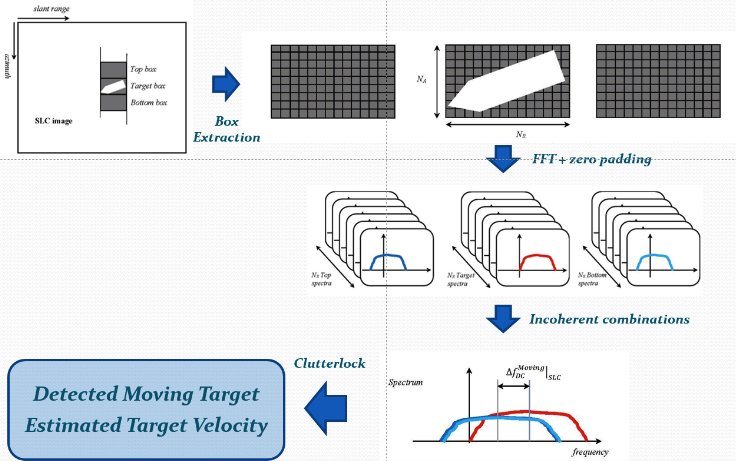 slant range
azimuth
Top box
Target box
Bottom box
SLC image
Box
Extraction
N_A
N_R
FFT + zero padding
N_R Top
spectra
N_R Target
spectra
N_R Bottom
spectra
Incoherent combinations
Clutterlock
Detected Moving Target
Estimated Target Velocity
Spectrum
Δf_DC^Moving|_SLC
frequency